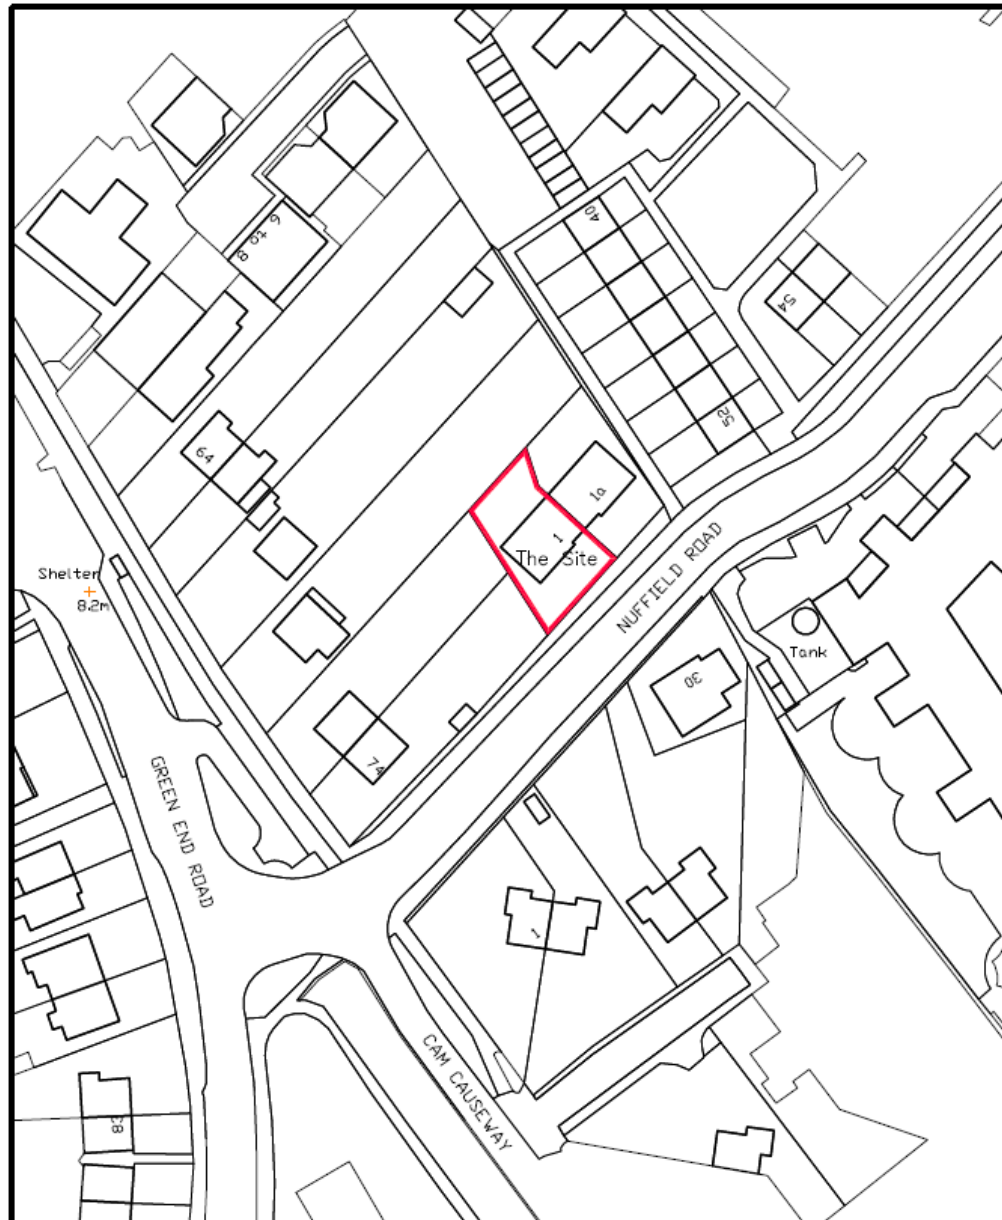 40
6 to 8
54
52
64
1a
1
The Site
NUFFIELD ROAD
Shelter
8.2m
Tank
30
74
GREEN END ROAD
1
CAM CAUSEWAY
83